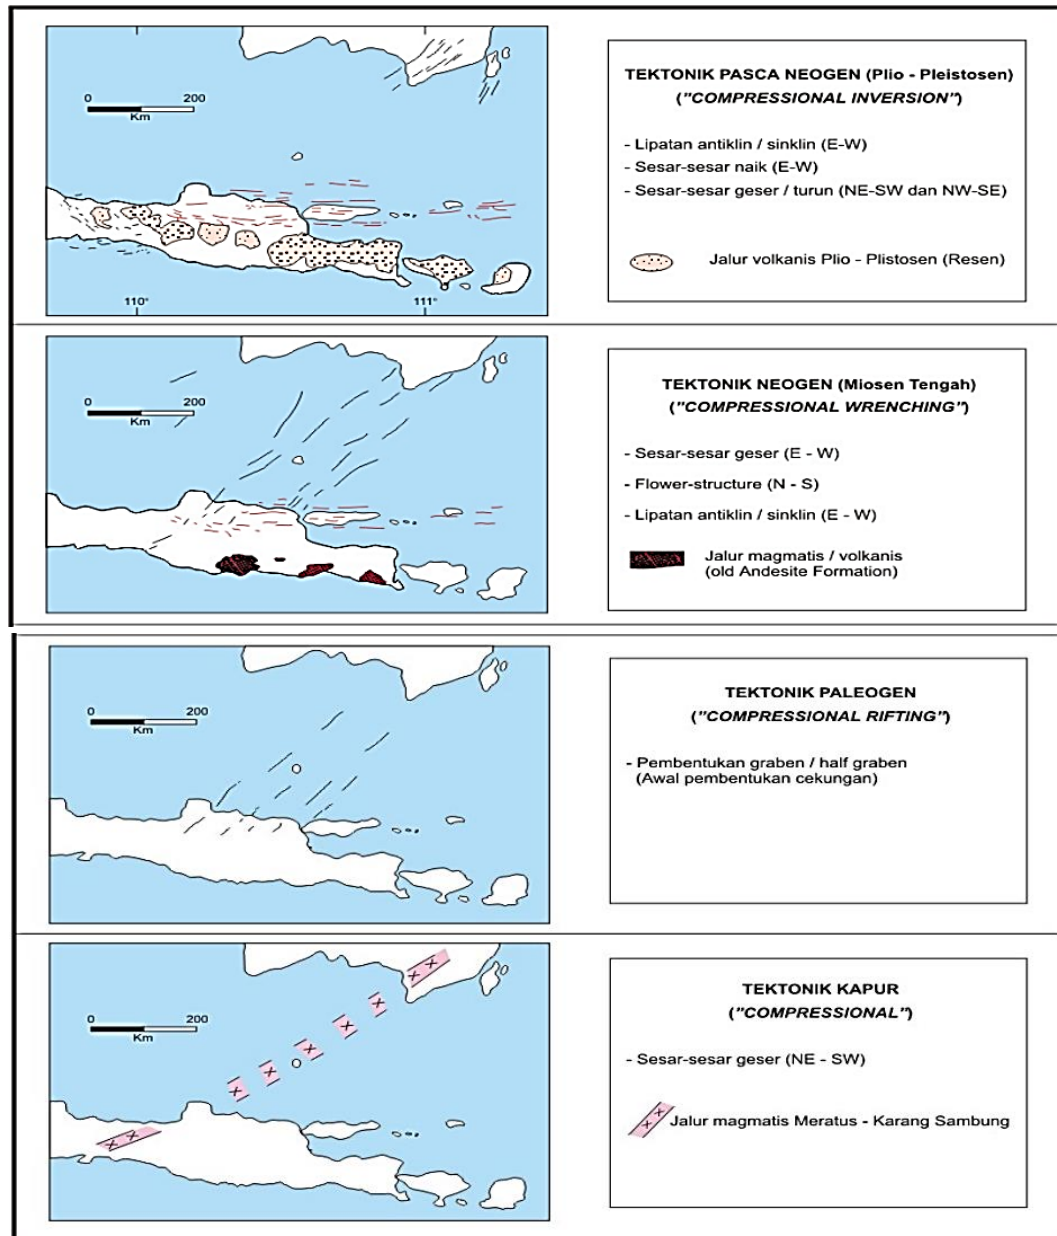 0 200
Km
110° 111°
TEKTONIK PASCA NEOGEN (Plio - Pleistosen)
("COMPRESSIONAL INVERSION")
- Lipatan antiklin / sinklin (E-W)
- Sesar-sesar naik (E-W)
- Sesar-sesar geser / turun (NE-SW dan NW-SE)
Jalur volkanis Plio - Plistosen (Resen)
0 200
Km
TEKTONIK NEOGEN (Miosen Tengah)
("COMPRESSIONAL WRENCHING")
- Sesar-sesar geser (E - W)
- Flower-structure (N - S)
- Lipatan antiklin / sinklin (E - W)
Jalur magmatis / volkanis
(old Andesite Formation)
0 200
Km
TEKTONIK PALEOGEN
("COMPRESSIONAL RIFTING")
- Pembentukan graben / half graben
(Awal pembentukan cekungan)
0 200
Km
TEKTONIK KAPUR
("COMPRESSIONAL")
- Sesar-sesar geser (NE - SW)
Jalur magmatis Meratus - Karang Sambung